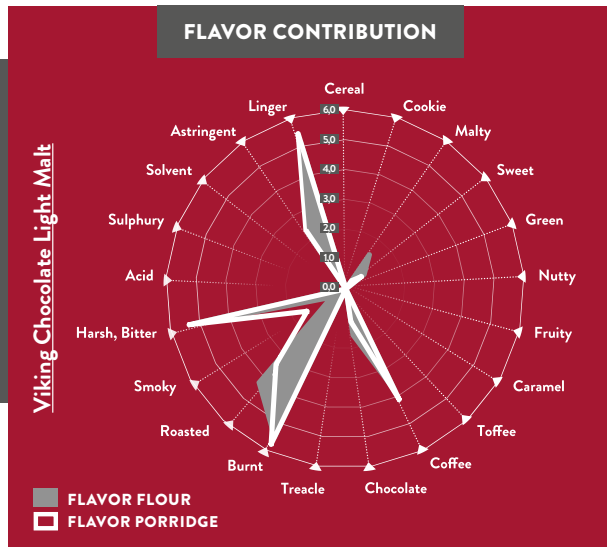 FLAVOR CONTRIBUTION
Viking Chocolate Light Malt
Cereal
Cookie
Malty
Sweet
Green
Nutty
Fruity
Caramel
Toffee
Coffee
Chocolate
Treacle
Burnt
Roasted
Smoky
Harsh, Bitter
Acid
Sulphury
Solvent
Astringent
Linger
6,0
5,0
4,0
3,0
2,0
1,0
0,0
FLAVOR FLOUR
FLAVOR PORRIDGE